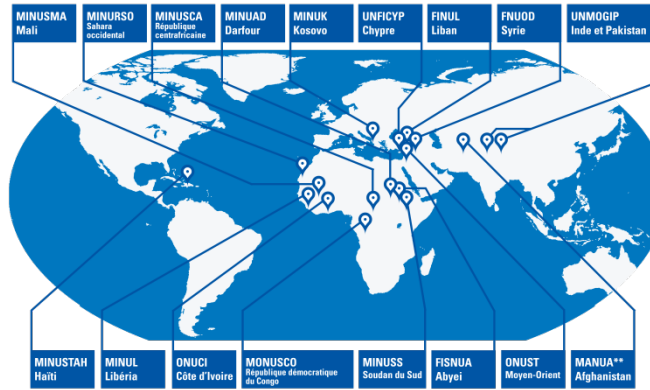 MINUSMA
Mali
MINURSO
Sahara
occidental
MINUSCA
République
centrafricaine
MINUAD
Darfour
MINUK
Kosovo
UNFICYP
Chypre
FINUL
Liban
FNUOD
Syrie
UNMOGIP
Inde et Pakistan
MINUSTAH
Haïti
MINUL
Libéria
ONUCI
Côte d'Ivoire
MONUSCO
République démocratique
du Congo
MINUSS
Soudan du Sud
FISNUA
Abyei
ONUST
Moyen-Orient
MANUA**
Afghanistan